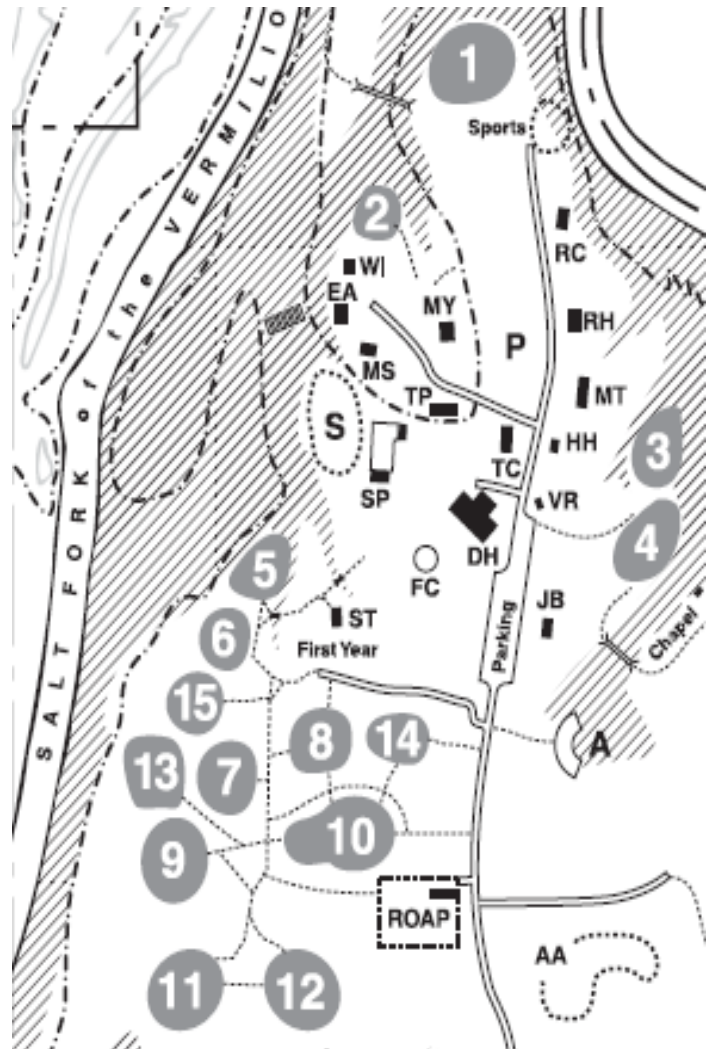 SALT FORK of the VERMILIO
1
Sports
2
RC
W
EA
MY
P
RH
MS
TP
MT
S
TC
HH
3
SP
VR
4
DH
5
FC
ST
JB
6
First Year
Parking
Chapel =
15
8
14
A
13
7
10
9
ROAP
AA
11
12